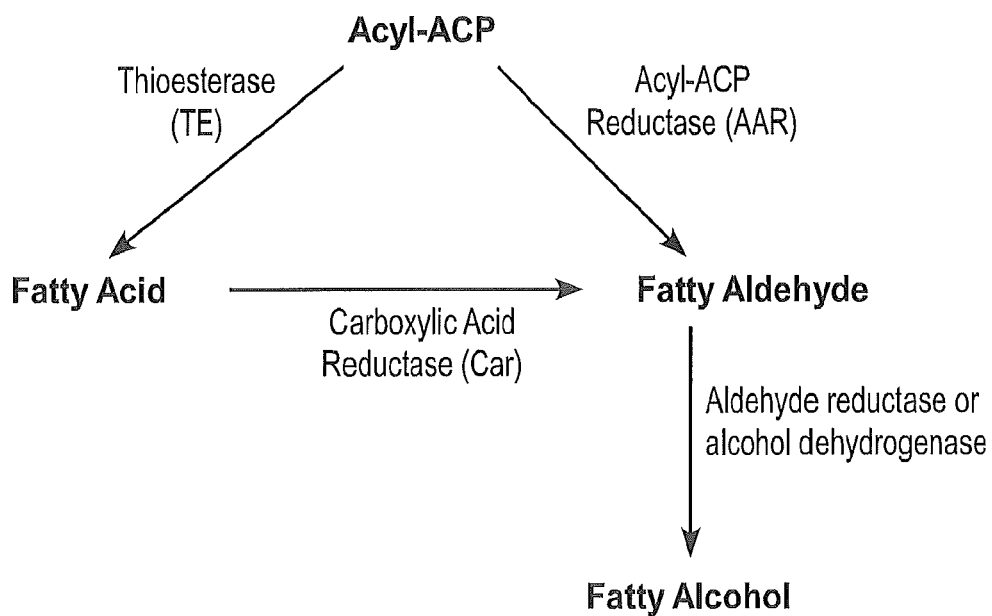 Acyl-ACP
Thioesterase
(TE)
Acyl-ACP
Reductase (AAR)
Fatty Acid
Fatty Aldehyde
Carboxylic Acid
Reductase (Car)
Aldehyde reductase or
alcohol dehydrogenase
Fatty Alcohol